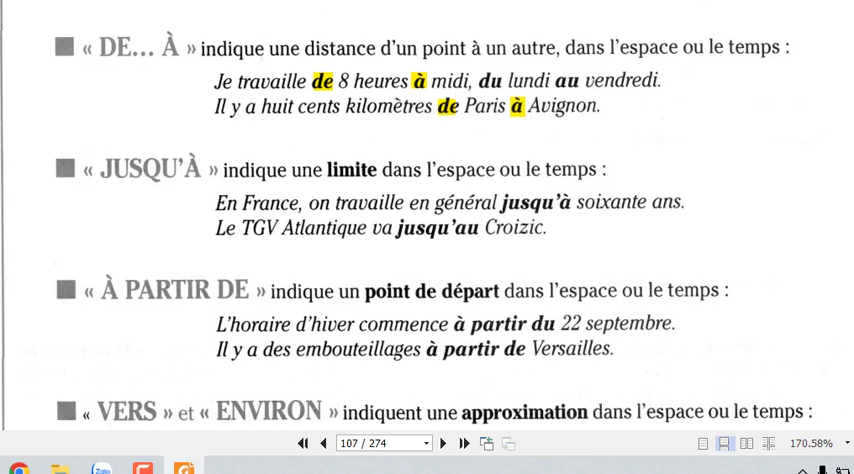 « DE... À » indique une distance d'un point à un autre, dans l'espace ou le temps :
Je travaille de 8 heures à midi, du lundi au vendredi.
Il y a huit cents kilomètres de Paris à Avignon.
« JUSQU'À » indique une limite dans l'espace ou le temps :
En France, on travaille en général jusqu'à soixante ans.
Le TGV Atlantique va jusqu'au Croizic.
« À PARTIR DE » indique un point de départ dans l'espace ou le temps :
L'horaire d'hiver commence à partir du 22 septembre.
Il y a des embouteillages à partir de Versailles.
« VERS » et « ENVIRON » indiquent une approximation dans l'espace ou le temps :
107 / 274 170.58%
Zalo